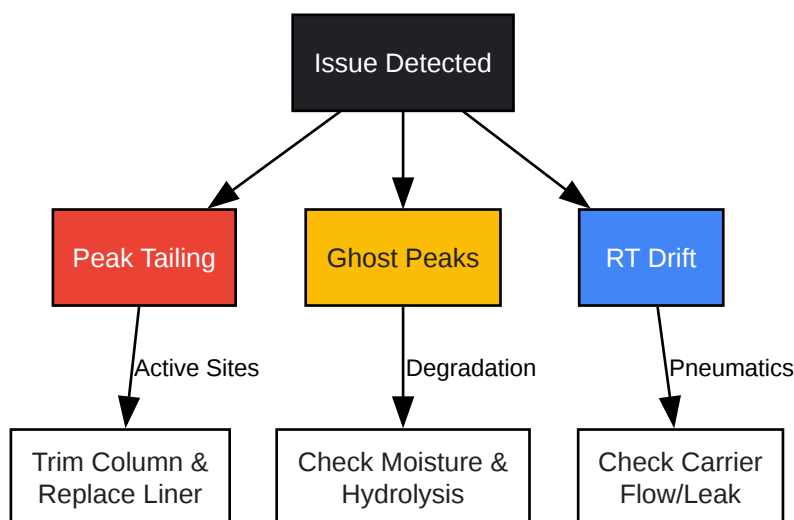 Issue Detected
Peak Tailing
Ghost Peaks
RT Drift
Active Sites
Degradation
Pneumatics
Trim Column &
Replace Liner
Check Moisture &
Hydrolysis
Check Carrier
Flow/Leak